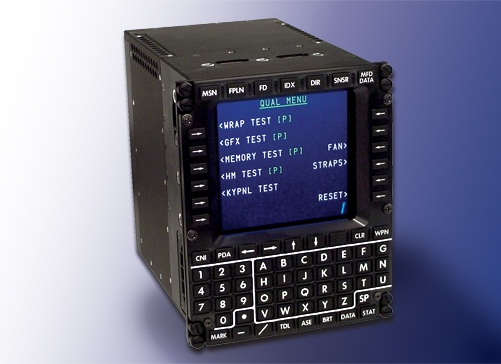 MSN FPLN FD IDX DIR SNSR MFD DATA
QUAL MENU
<WRAP TEST [P]
<GFX TEST [P]
FAN>
<MEMORY TEST [P]
STRAPS>
<HM TEST [P]
<KYPNL TEST
RESET>
/
CLR WPN
CNI PDA ← → ↑ ↓
1 2 3 A B C D E F G
4 5 6 H I J K L M N
7 8 9 O P Q R S T U
0 • V W X Y Z SP
MARK – / TDL ASE BRT DATA STAT